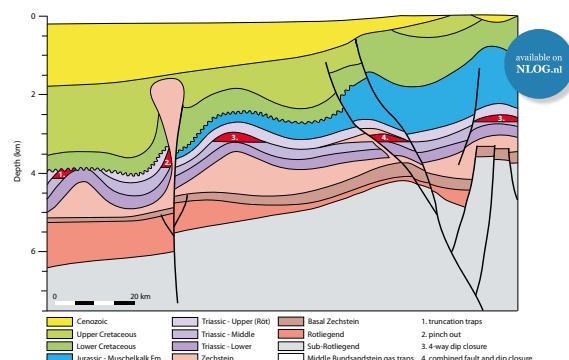 0
2
4
6
Depth (km)
1.
2.
3.
4.
3.
available on
NLOG.nl
0
20 km
Cenozoic
Upper Cretaceous
Lower Cretaceous
Jurassic - Muschelkalk Fm
Triassic - Upper (Röt)
Triassic - Middle
Triassic - Lower
Zechstein
Basal Zechstein
Rotliegend
Sub-Rotliegend
Middle Bundsandstein gas traps
1. truncation traps
2. pinch out
3. 4-way dip closure
4. combined fault and dip closure